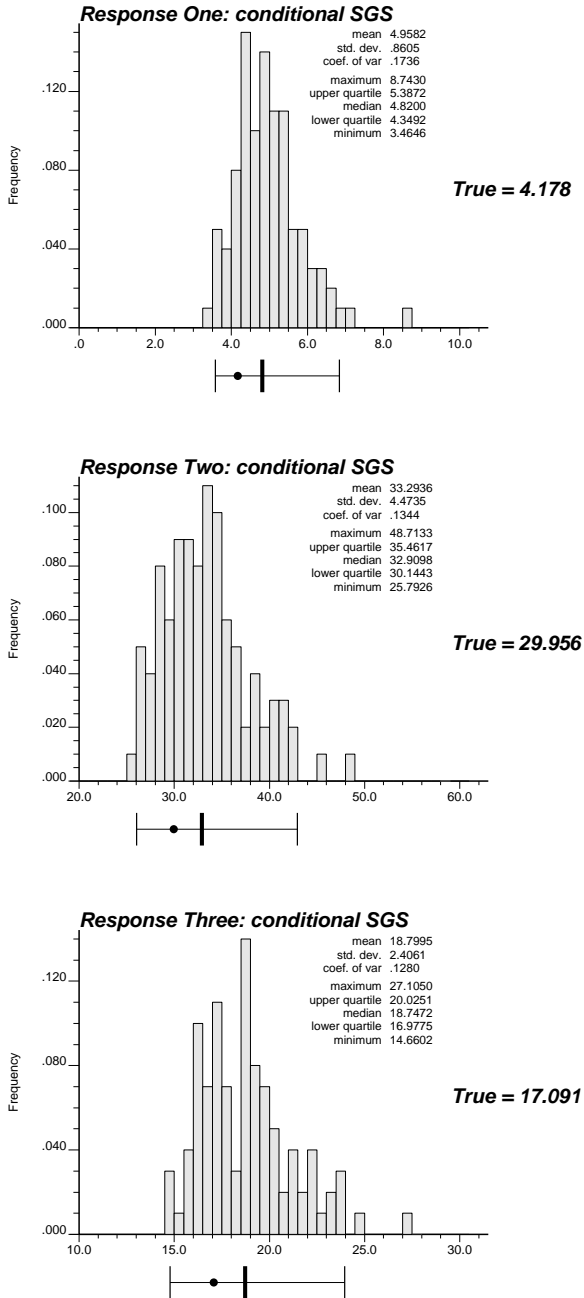 Response One: conditional SGS
Frequency
.120
.080
.040
.000
.0 2.0 4.0 6.0 8.0 10.0
mean 4.9582
std. dev. .8605
coef. of var .1736
maximum 8.7430
upper quartile 5.3872
median 4.8200
lower quartile 4.3492
minimum 3.4646
True = 4.178
Response Two: conditional SGS
Frequency
.100
.080
.060
.040
.020
.000
20.0 30.0 40.0 50.0 60.0
mean 33.2936
std. dev. 4.4735
coef. of var .1344
maximum 48.7133
upper quartile 35.4617
median 32.9098
lower quartile 30.1443
minimum 25.7926
True = 29.956
Response Three: conditional SGS
Frequency
.120
.080
.040
.000
10.0 15.0 20.0 25.0 30.0
mean 18.7995
std. dev. 2.4061
coef. of var .1280
maximum 27.1050
upper quartile 20.0251
median 18.7472
lower quartile 16.9775
minimum 14.6602
True = 17.091